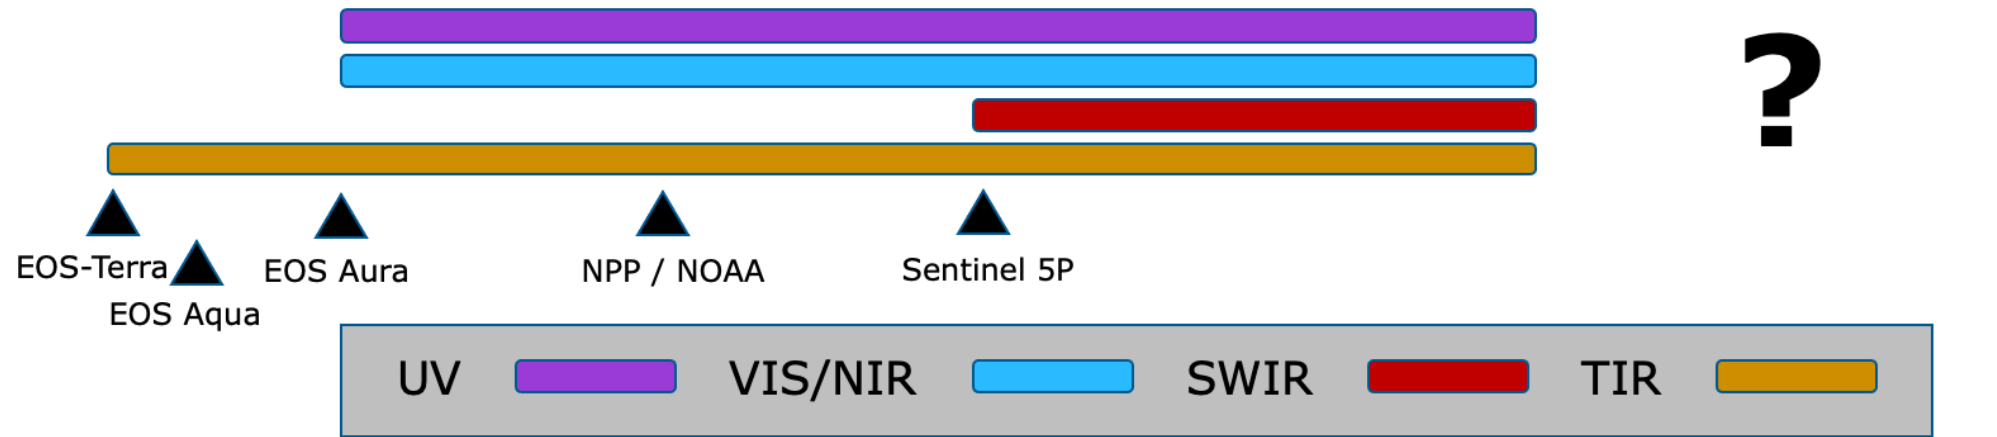 ?
EOS-Terra
EOS Aqua
EOS Aura
NPP / NOAA
Sentinel 5P
UV VIS/NIR SWIR TIR